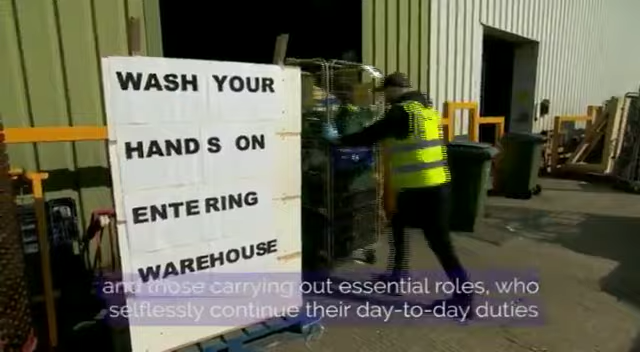 WASH YOUR
HANDS ON
ENTERING
WAREHOUSE
and those carrying out essential roles, who
selflessly continue their day-to-day duties